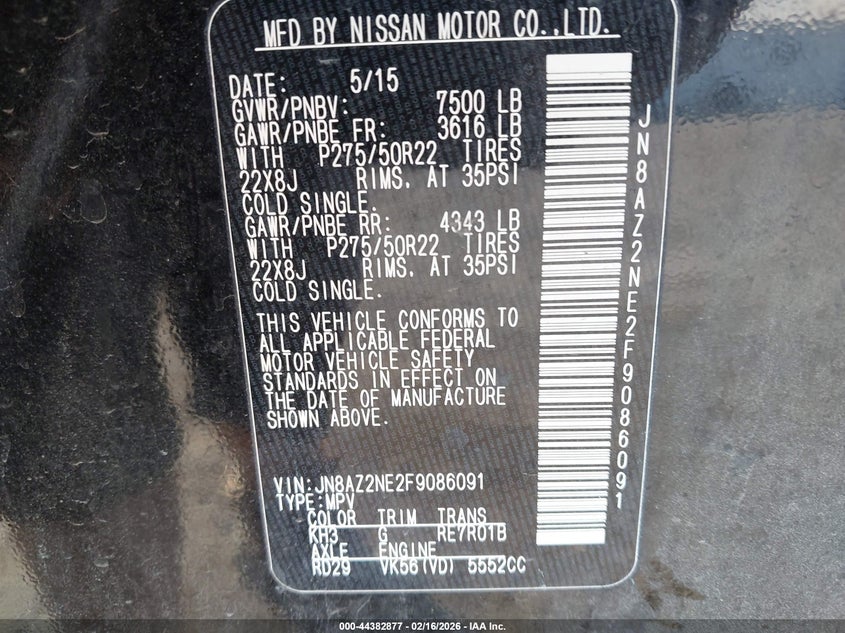 MFD BY NISSAN MOTOR CO.,LTD.
DATE: 5/15
GVWR/PNBV: 7500 LB
GAWR/PNBE FR: 3616 LB
WITH P275/50R22 TIRES
22X8J RIMS. AT 35PSI
COLD SINGLE.
GAWR/PNBE RR: 4343 LB
WITH P275/50R22 TIRES
22X8J RIMS. AT 35PSI
COLD SINGLE.
THIS VEHICLE CONFORMS TO
ALL APPLICABLE FEDERAL
MOTOR VEHICLE SAFETY
STANDARDS IN EFFECT ON
THE DATE OF MANUFACTURE
SHOWN ABOVE.
VIN:JN8AZ2NE2F9086091
TYPE:MPV
COLOR TRIM TRANS
KH3 G RE7R01B
AXLE ENGINE
RD29 VK56(VD) 5552CC
JN8AZ2NE2F9086091
000-44382877 - 02/16/2026 - IAA Inc.